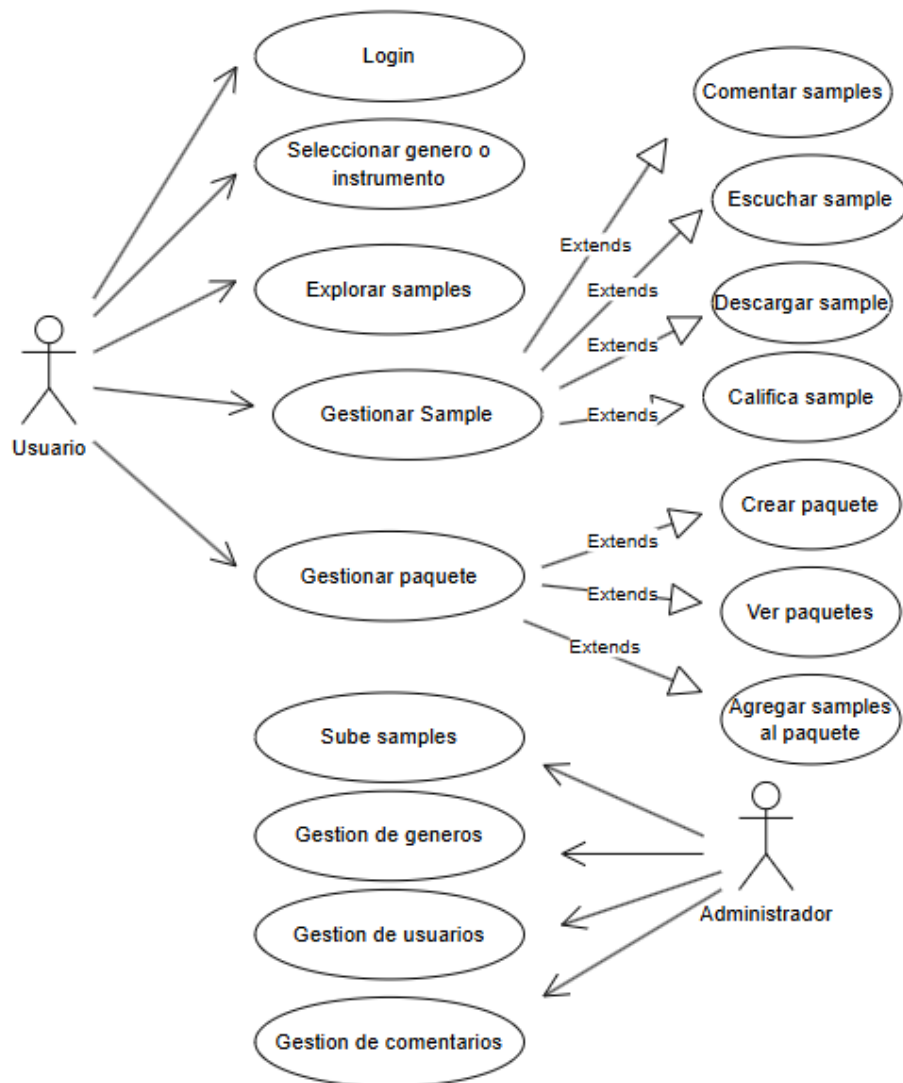 Login
Comentar samples
Seleccionar genero o
instrumento
Escuchar sample
Extends
Explorar samples
Extends
Descargar sample
Extends
Usuario
Gestionar Sample
Extends
Califica sample
Crear paquete
Extends
Gestionar paquete
Extends
Ver paquetes
Extends
Agregar samples
al paquete
Sube samples
Gestion de generos
Administrador
Gestion de usuarios
Gestion de comentarios